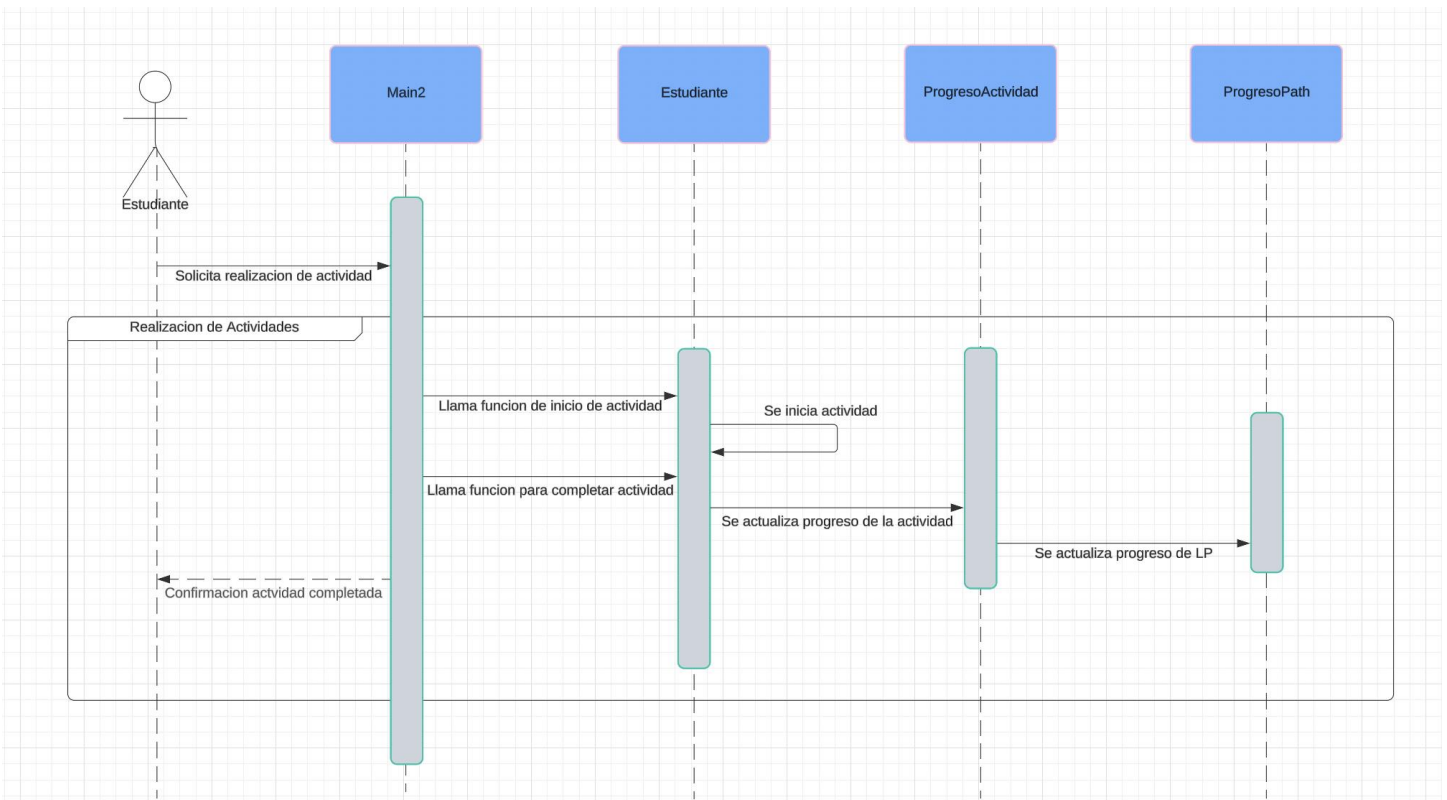 Main2
Estudiante
ProgresoActividad
ProgresoPath
Estudiante
Solicita realizacion de actividad
Realizacion de Actividades
Llama funcion de inicio de actividad
Se inicia actividad
Llama funcion para completar actividad
Se actualiza progreso de la actividad
Se actualiza progreso de LP
Confirmacion actvidad completada